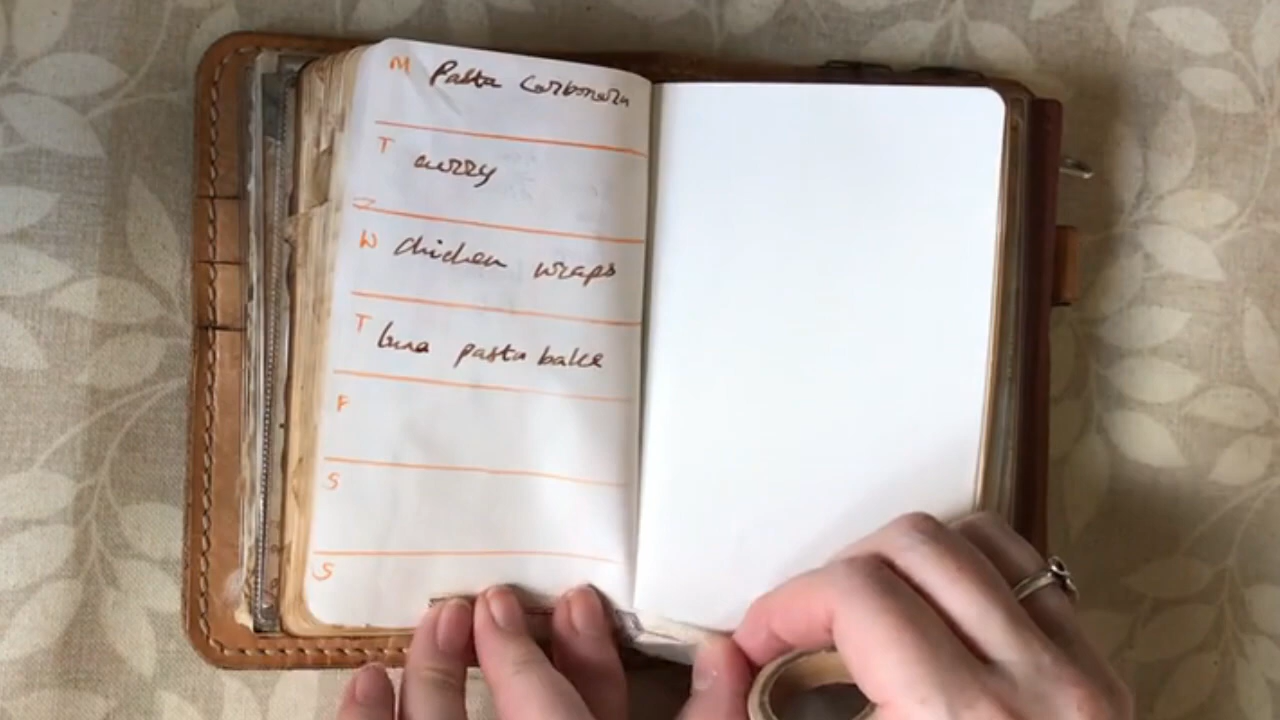 M Pasta Carbonara
T curry
W chicken wraps
T tuna pasta bake
F
S
S